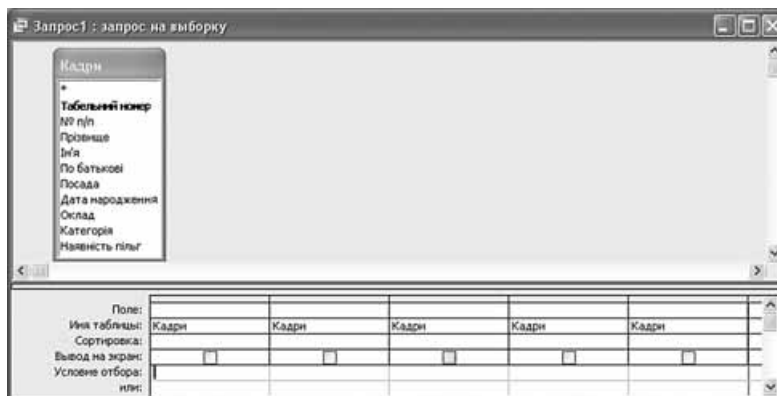 Запрос1 : запрос на выборку
Кадри
*
Табельний номер
№ п/п
Прізвище
Ім'я
По батькові
Посада
Дата народження
Оклад
Категорія
Наявність пільг
Поле:
Имя таблицы: Кадри Кадри Кадри Кадри Кадри
Сортировка:
Вывод на экран:
Условие отбора:
или: